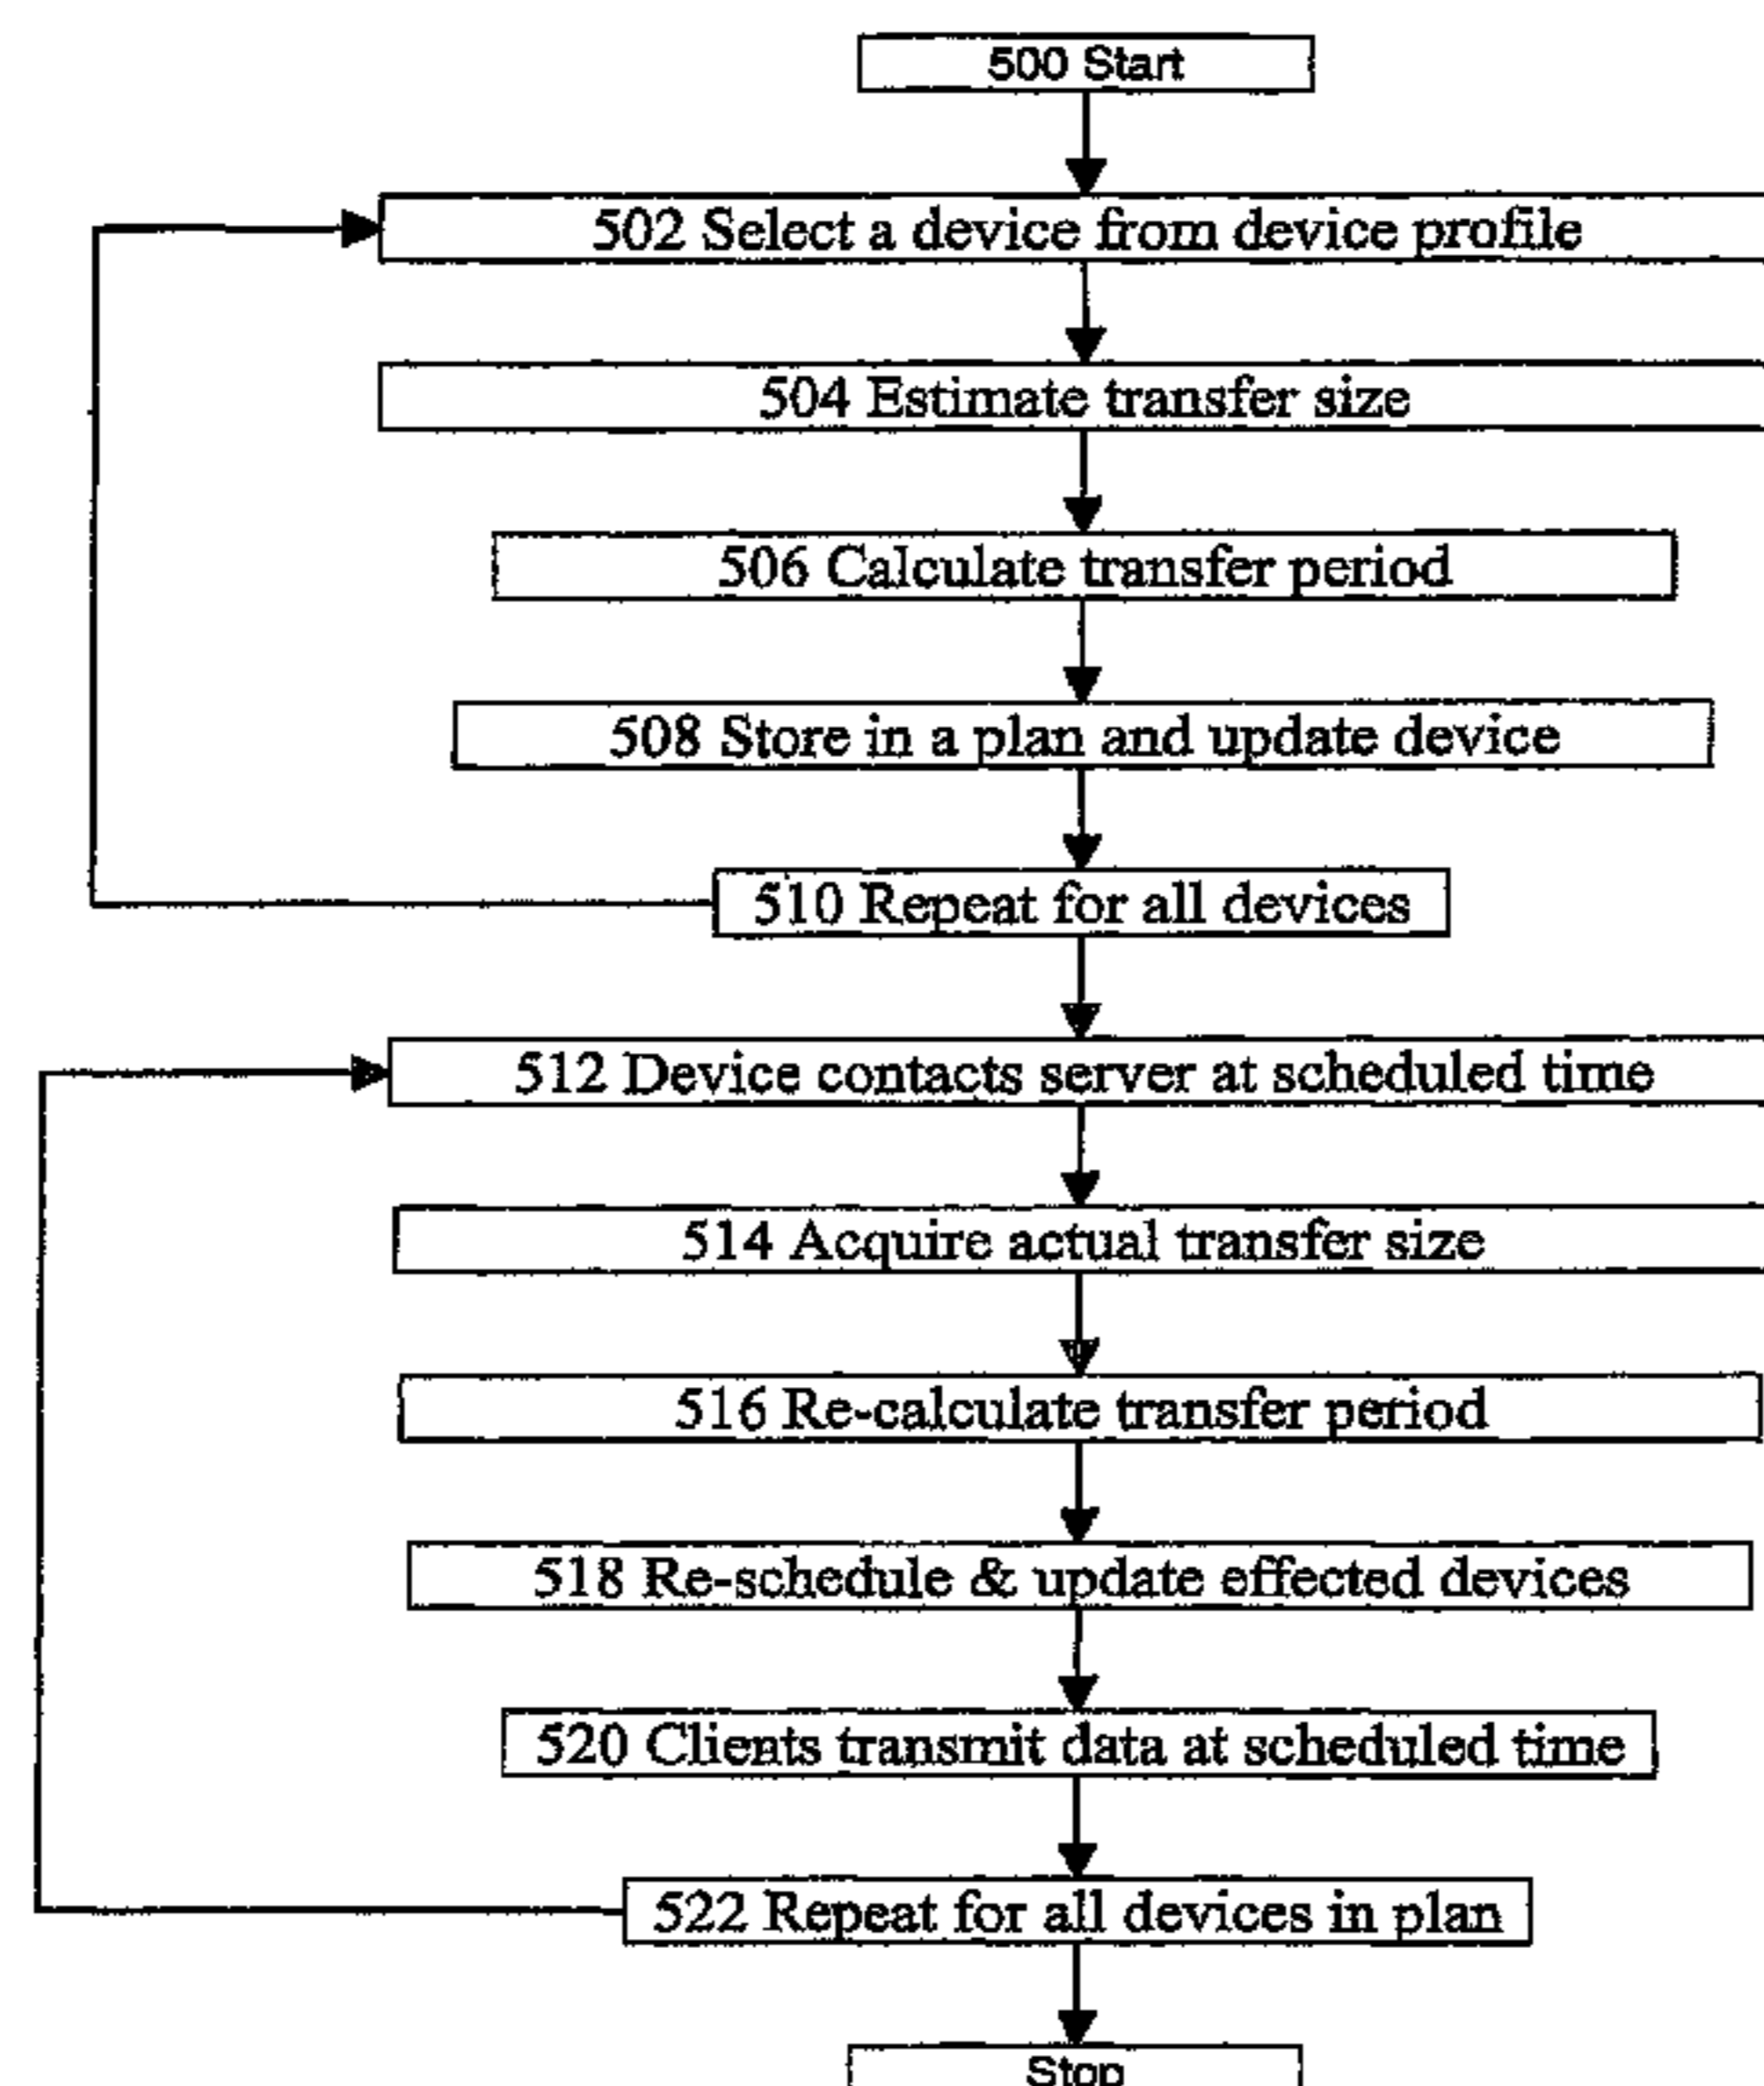 500 Start
502 Select a device from device profile
504 Estimate transfer size
506 Calculate transfer period
508 Store in a plan and update device
510 Repeat for all devices
512 Device contacts server at scheduled time
514 Acquire actual transfer size
516 Re-calculate transfer period
518 Re-schedule & update effected devices
520 Clients transmit data at scheduled time
522 Repeat for all devices in plan
Stop